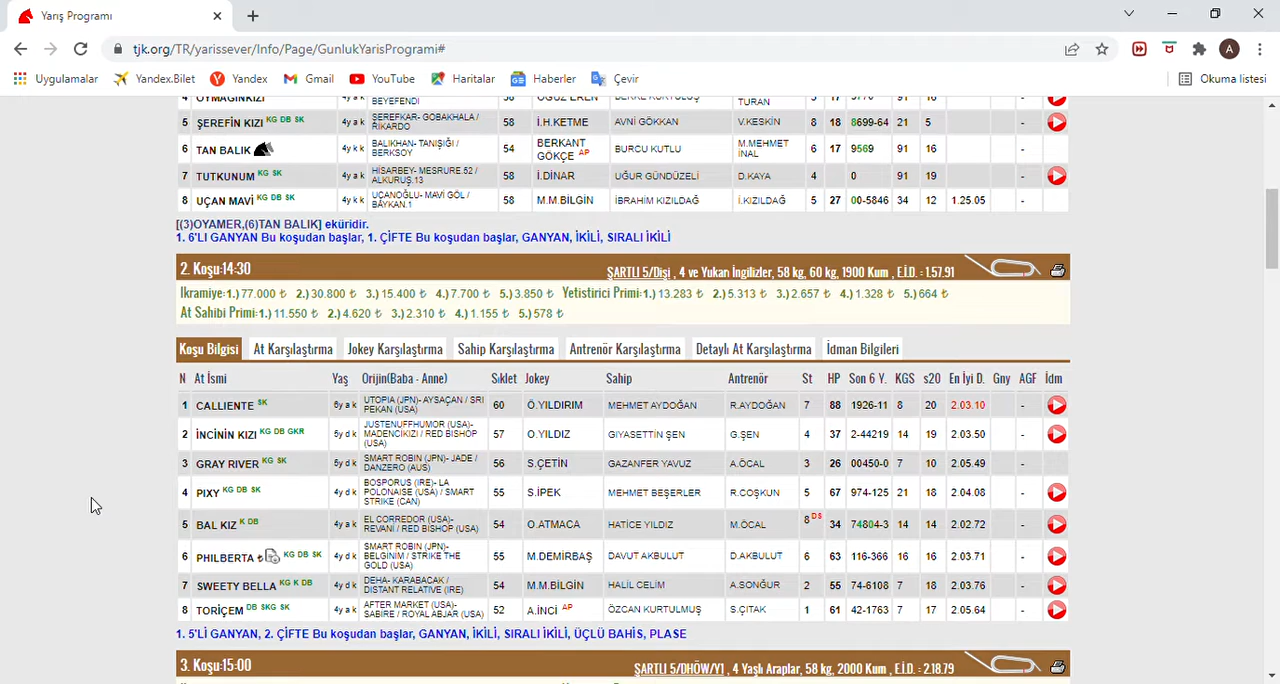 Yarış Programı
tjk.org/TR/yarissever/Info/Page/GunlukYarisProgrami#
A
Uygulamalar Yandex.Bilet Yandex Gmail YouTube Haritalar Haberler Çevir Okuma listesi
4 OYMAĞINKIZI 4y a k BEYEFENDİ 58 OĞUZ EREN BERRE KURTULUŞ TURAN 3 17 9770 91 16 -
5 ŞEREFİN KIZI KG DB SK 4y a k SEREFKAR- GOBAKHALA / RİKARDO 58 İ.H.KETME AVNİ GÖKKAN V.KESKİN 8 18 8699-64 21 5 -
6 TAN BALIK 4y k k BALIKHAN- TANIŞIĞI / BERKSOY 54 BERKANT GÖKÇE AP BURCU KUTLU M.MEHMET İNAL 6 17 9569 91 16 -
7 TUTKUNUM KG SK 4y a k HİSARBEY- MESRURE.52 / ALKURUŞ.13 58 İ.DİNAR UĞUR GÜNDÜZELİ D.KAYA 4 0 91 19 -
8 UÇAN MAVİ KG DB SK 4y k k UÇANOĞLU- MAVİ GÖL / BAYKAN.1 58 M.M.BİLGİN İBRAHİM KIZILDAĞ İ.KIZILDAĞ 5 27 00-5846 34 12 1.25.05 -
[(3)OYAMER,(6)TAN BALIK] eküridir.
1. 6'LI GANYAN Bu koşudan başlar, 1. ÇİFTE Bu koşudan başlar, GANYAN, İKİLİ, SIRALI İKİLİ
2. Koşu:14:30 ŞARTLI 5/Dişi , 4 ve Yukarı İngilizler, 58 kg, 60 kg, 1900 Kum , E.İ.D. : 1.57.91
Ikramiye:1.) 77.000 ₺ 2.) 30.800 ₺ 3.) 15.400 ₺ 4.) 7.700 ₺ 5.) 3.850 ₺ Yetistirici Primi:1.) 13.283 ₺ 2.) 5.313 ₺ 3.) 2.657 ₺ 4.) 1.328 ₺ 5.) 664 ₺
At Sahibi Primi:1.) 11.550 ₺ 2.) 4.620 ₺ 3.) 2.310 ₺ 4.) 1.155 ₺ 5.) 578 ₺
Koşu Bilgisi At Karşılaştırma Jokey Karşılaştırma Sahip Karşılaştırma Antrenör Karşılaştırma Detaylı At Karşılaştırma İdman Bilgileri
N At İsmi Yaş Orijin(Baba - Anne) Sıklet Jokey Sahip Antrenör St HP Son 6 Y. KGS s20 En İyi D. Gny AGF İdm
1 CALLIENTE SK 6y a k UTOPIA (JPN)- AYSAÇAN / SRI PEKAN (USA) 60 Ö.YILDIRIM MEHMET AYDOĞAN R.AYDOĞAN 7 88 1926-11 8 20 2.03.10 -
2 İNCİNİN KIZI KG DB GKR 5y d k JUSTENUFFHUMOR (USA)- MADENCIKIZI / RED BISHOP (USA) 57 O.YILDIZ GIYASETTİN ŞEN G.ŞEN 4 37 2-44219 14 19 2.03.50 -
3 GRAY RIVER KG SK 5y d k SMART ROBIN (JPN)- JADE / DANZERO (AUS) 56 S.ÇETİN GAZANFER YAVUZ A.ÖCAL 3 26 00450-0 7 10 2.05.49 -
4 PIXY KG DB SK 4y d k BOSPORUS (IRE)- LA POLONAISE (USA) / SMART STRIKE (CAN) 55 S.İPEK MEHMET BEŞERLER R.COŞKUN 5 67 974-125 21 18 2.04.08 -
5 BAL KIZ K DB 4y a k EL CORREDOR (USA)- REVANI / RED BISHOP (USA) 54 O.ATMACA HATİCE YILDIZ M.ÖCAL 8 DS 34 74804-3 14 14 2.02.72 -
6 PHILBERTA ₺ KG DB SK 4y d k SMART ROBIN (JPN)- BELGINIM / STRIKE THE GOLD (USA) 55 M.DEMİRBAŞ DAVUT AKBULUT D.AKBULUT 6 63 116-366 16 16 2.03.71 -
7 SWEETY BELLA KG K DB 4y d k DEHA- KARABACAK / DISTANT RELATIVE (IRE) 54 M.M.BİLGİN HALİL CELİM A.SONĞUR 2 55 74-6108 7 18 2.03.76 -
8 TORİÇEM DB SKG SK 4y a k AFTER MARKET (USA)- SABIRE / ROYAL ABJAR (USA) 52 A.İNCİ AP ÖZCAN KURTULMUŞ S.ÇITAK 1 61 42-1763 7 17 2.05.64 -
1. 5'Lİ GANYAN, 2. ÇİFTE Bu koşudan başlar, GANYAN, İKİLİ, SIRALI İKİLİ, ÜÇLÜ BAHİS, PLASE
3. Koşu:15:00 ŞARTLI 5/DHÖW/Y1 , 4 Yaşlı Araplar, 58 kg, 2000 Kum , E.İ.D. : 2.18.79